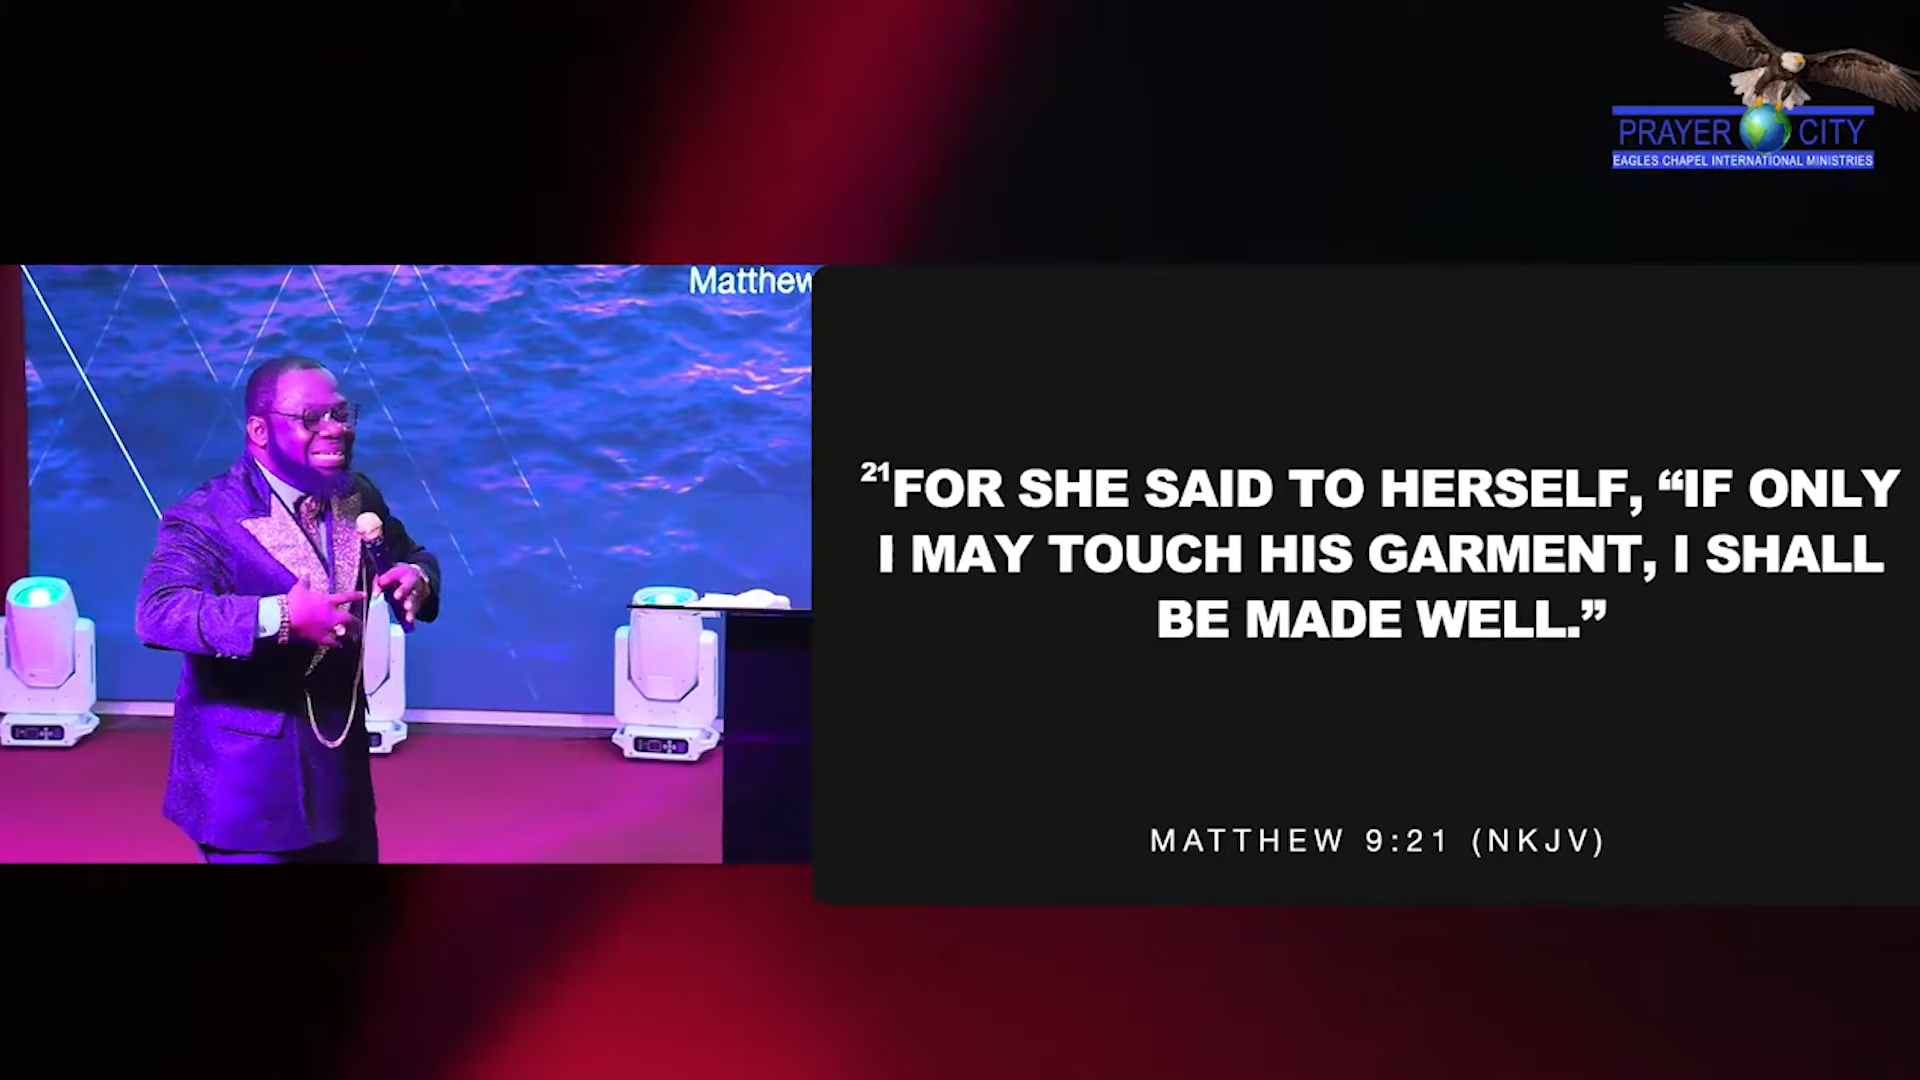 PRAYER CITY
EAGLES CHAPEL INTERNATIONAL MINISTRIES
Matthew
21FOR SHE SAID TO HERSELF, “IF ONLY
I MAY TOUCH HIS GARMENT, I SHALL
BE MADE WELL.”
MATTHEW 9:21 (NKJV)